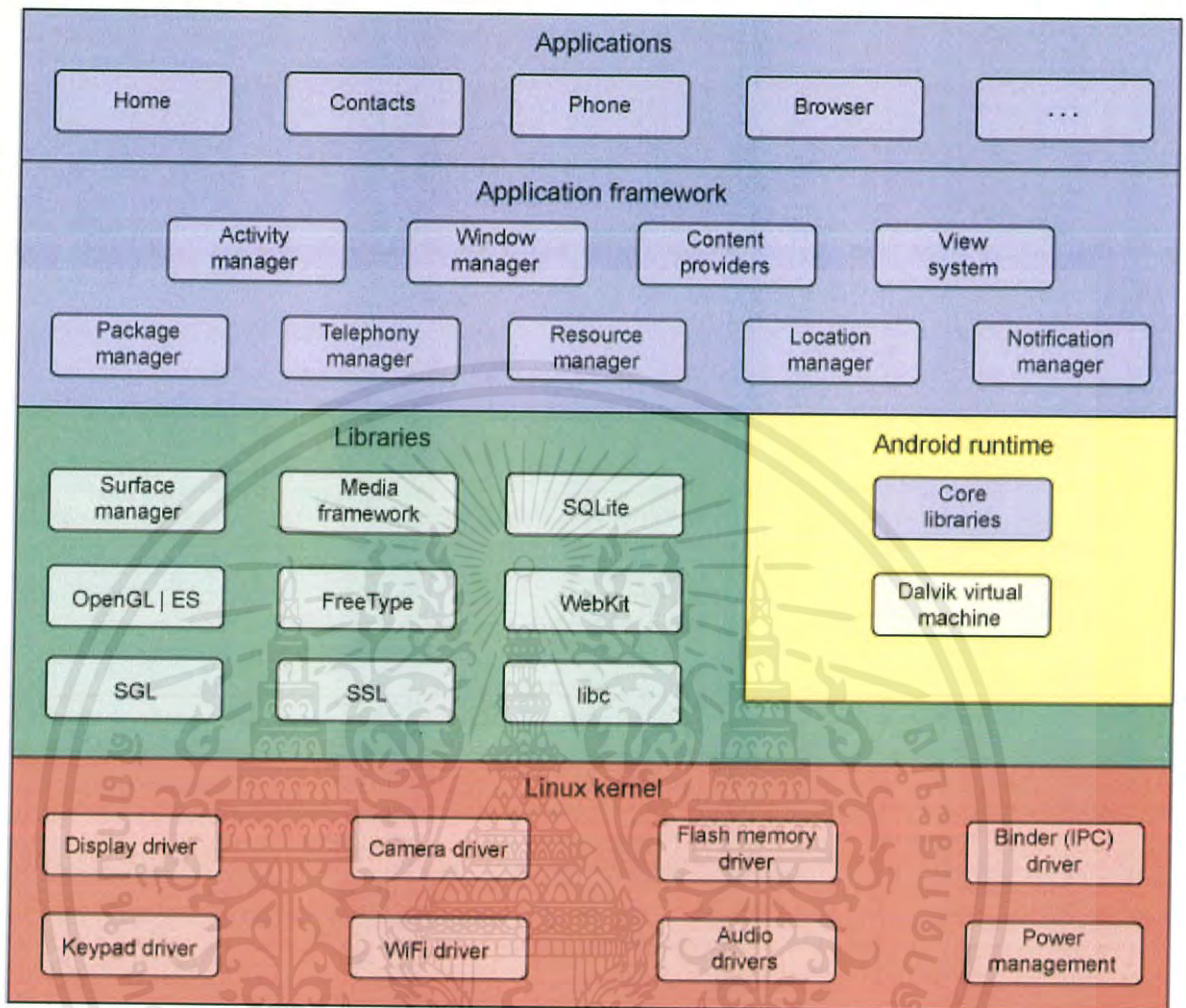 Applications
Home
Contacts
Phone
Browser
...
Application framework
Activity
manager
Window
manager
Content
providers
View
system
Package
manager
Telephony
manager
Resource
manager
Location
manager
Notification
manager
Libraries
Surface
manager
Media
framework
SQLite
OpenGL | ES
FreeType
WebKit
SGL
SSL
libc
Android runtime
Core
libraries
Dalvik virtual
machine
Linux kernel
Display driver
Camera driver
Flash memory
driver
Binder (IPC)
driver
Keypad driver
WiFi driver
Audio
drivers
Power
management